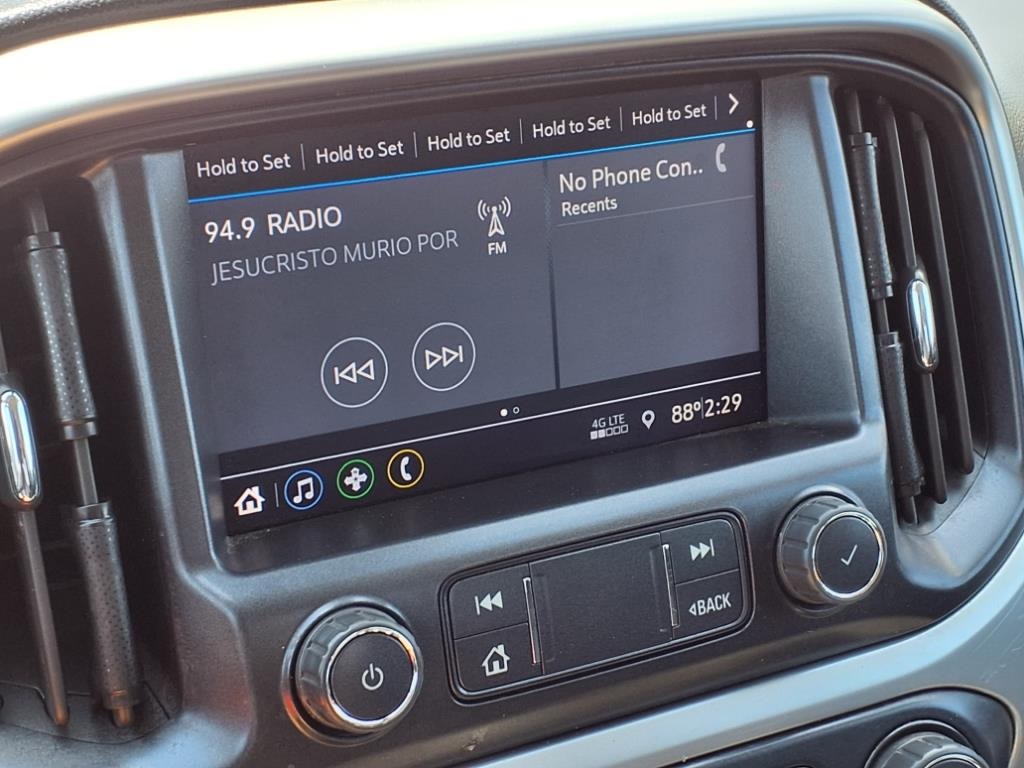 Hold to Set Hold to Set Hold to Set Hold to Set Hold to Set
94.9 RADIO
JESUCRISTO MURIO POR
FM
No Phone Con..
Recents
4G LTE
88° 2:29
BACK